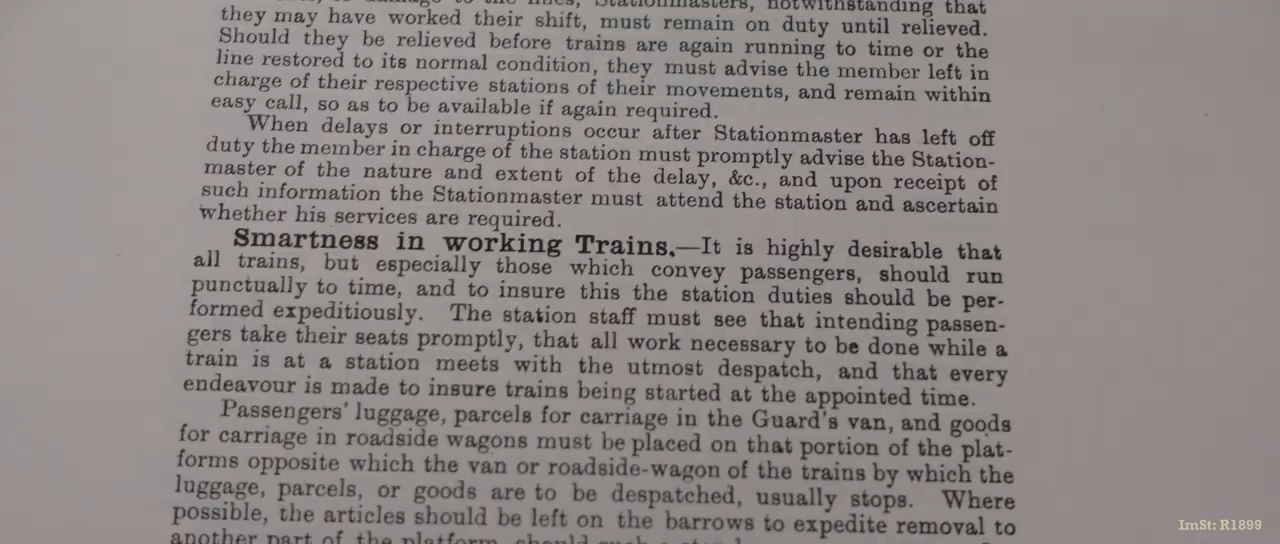 to the lines, Stationmasters, notwithstanding that
they may have worked their shift, must remain on duty until relieved.
Should they be relieved before trains are again running to time or the
line restored to its normal condition, they must advise the member left in
charge of their respective stations of their movements, and remain within
easy call, so as to be available if again required.
When delays or interruptions occur after Stationmaster has left off
duty the member in charge of the station must promptly advise the Station-
master of the nature and extent of the delay, &c., and upon receipt of
such information the Stationmaster must attend the station and ascertain
whether his services are required.
Smartness in working Trains.—It is highly desirable that
all trains, but especially those which convey passengers, should run
punctually to time, and to insure this the station duties should be per-
formed expeditiously. The station staff must see that intending passen-
gers take their seats promptly, that all work necessary to be done while a
train is at a station meets with the utmost despatch, and that every
endeavour is made to insure trains being started at the appointed time.
Passengers' luggage, parcels for carriage in the Guard's van, and goods
for carriage in roadside wagons must be placed on that portion of the plat-
forms opposite which the van or roadside-wagon of the trains by which the
luggage, parcels, or goods are to be despatched, usually stops. Where
possible, the articles should be left on the barrows to expedite removal to
another part of the platform, should such a
ImSt: R1899